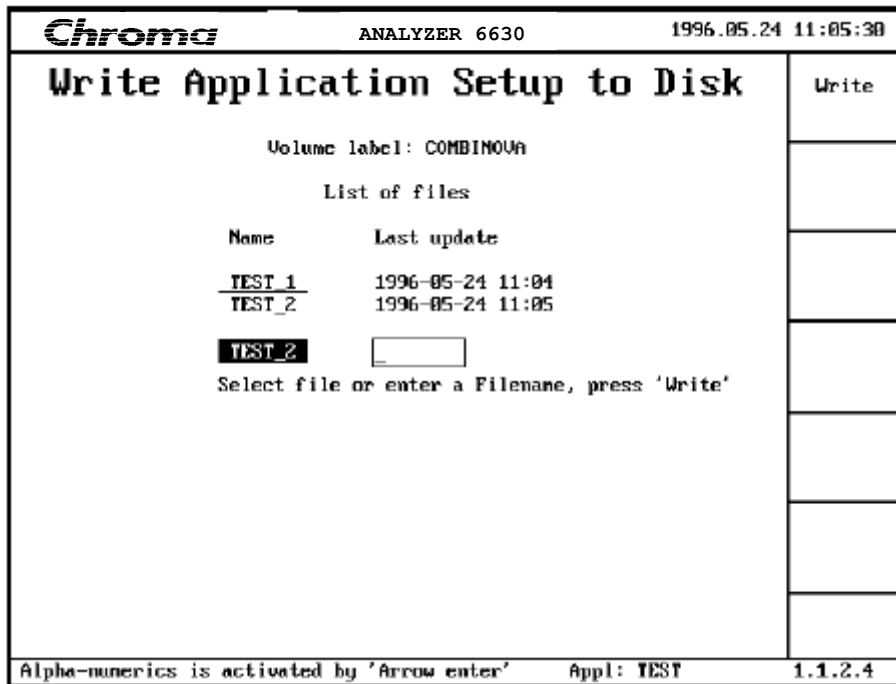 Chroma ANALYZER 6630 1996.05.24 11:05:30
Write Application Setup to Disk
Write
Volume label: COMBINOVA
List of files
Name Last update
TEST_1 1996-05-24 11:04
TEST_2 1996-05-24 11:05
TEST_2 _
Select file or enter a Filename, press 'Write'
Alpha-numerics is activated by 'Arrow enter' Appl: TEST 1.1.2.4